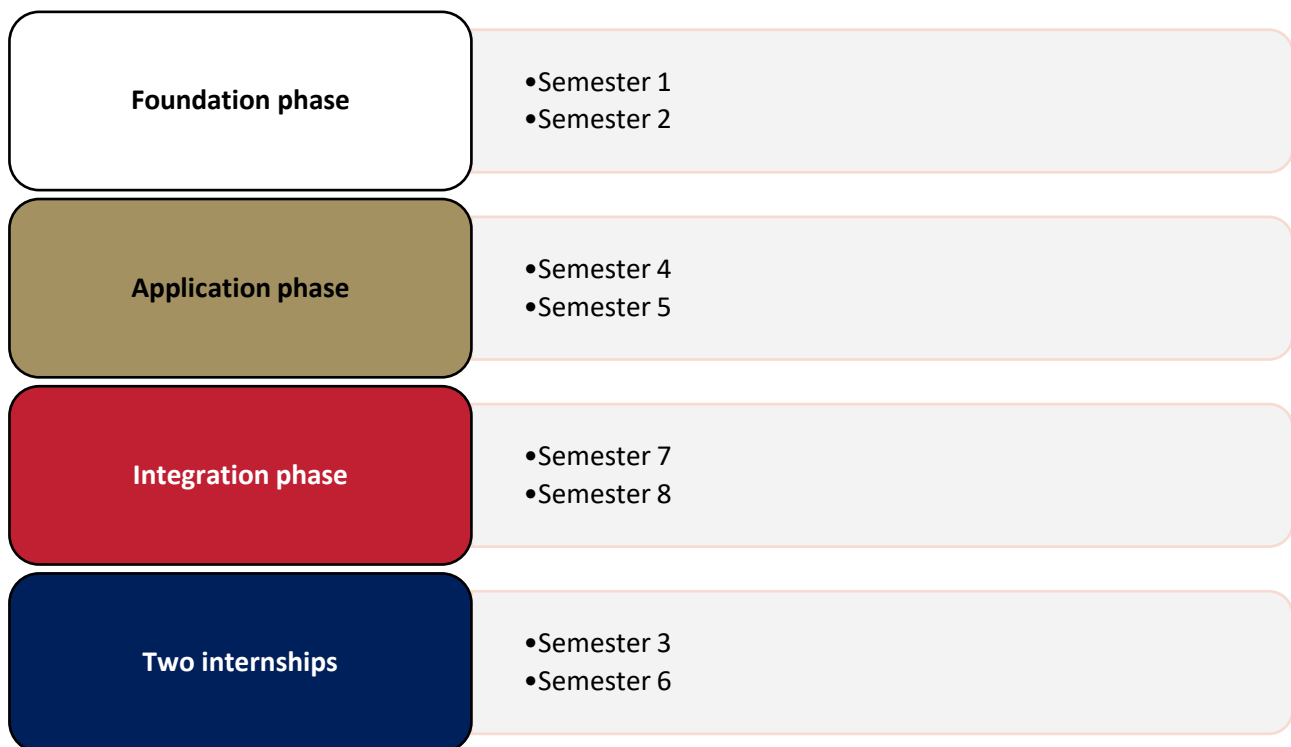 Foundation phase
•Semester 1
•Semester 2
Application phase
•Semester 4
•Semester 5
Integration phase
•Semester 7
•Semester 8
Two internships
•Semester 3
•Semester 6